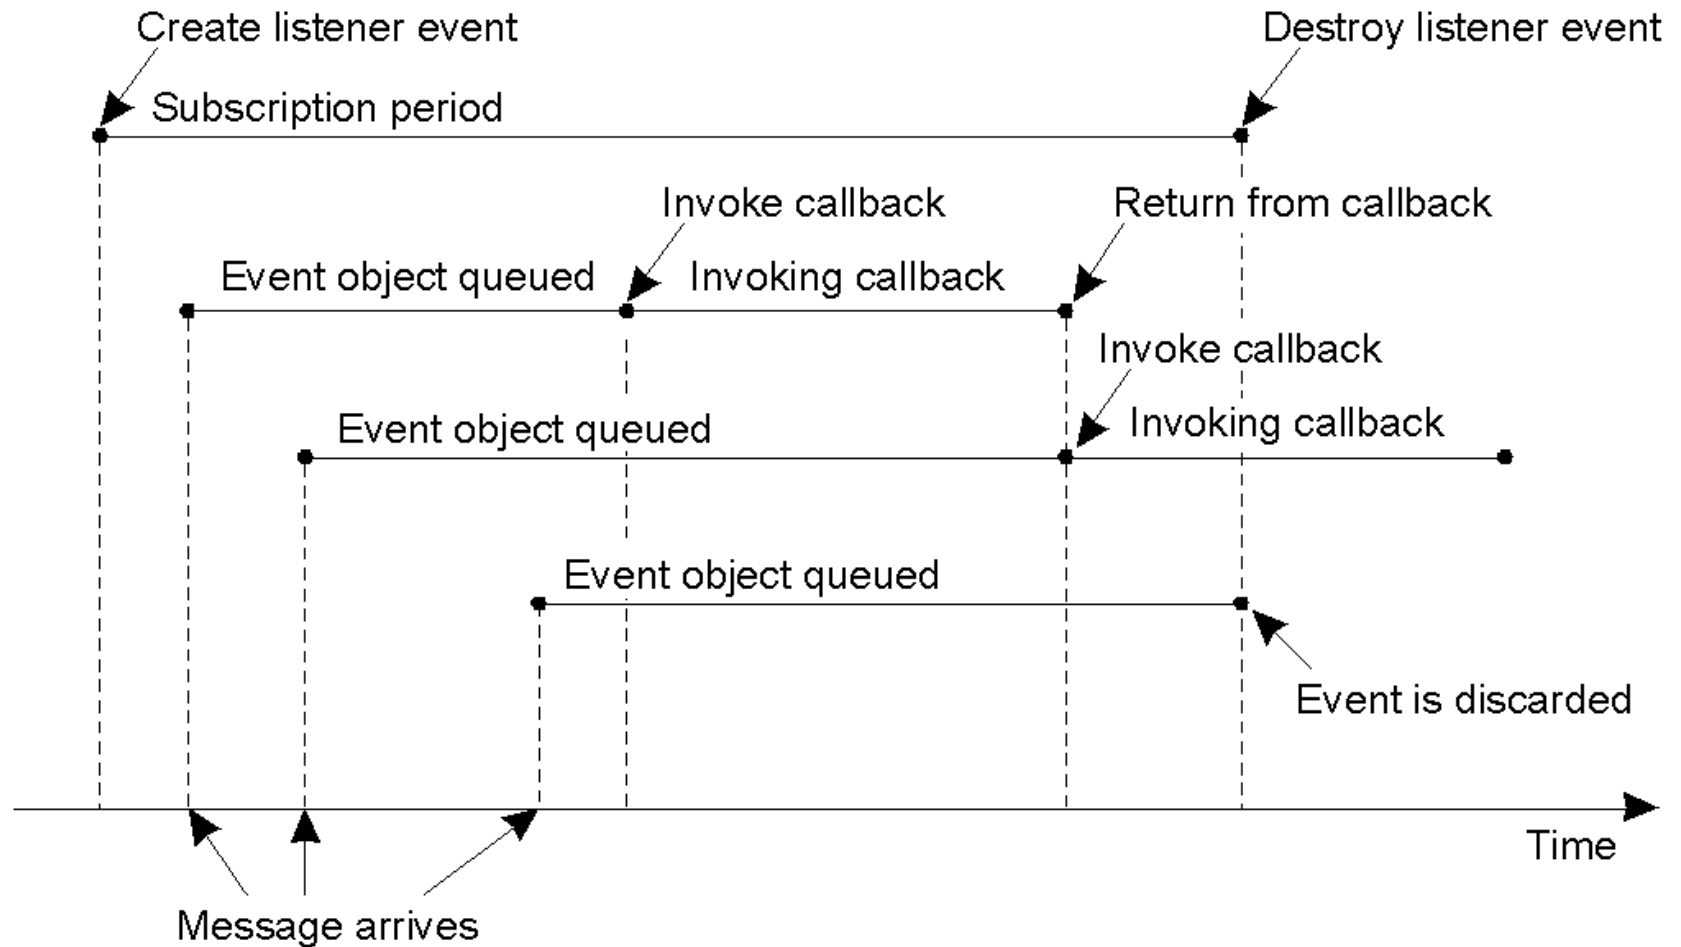 Create listener event
Destroy listener event
Subscription period
Invoke callback
Return from callback
Event object queued
Invoking callback
Invoke callback
Event object queued
Invoking callback
Event object queued
Event is discarded
Time
Message arrives